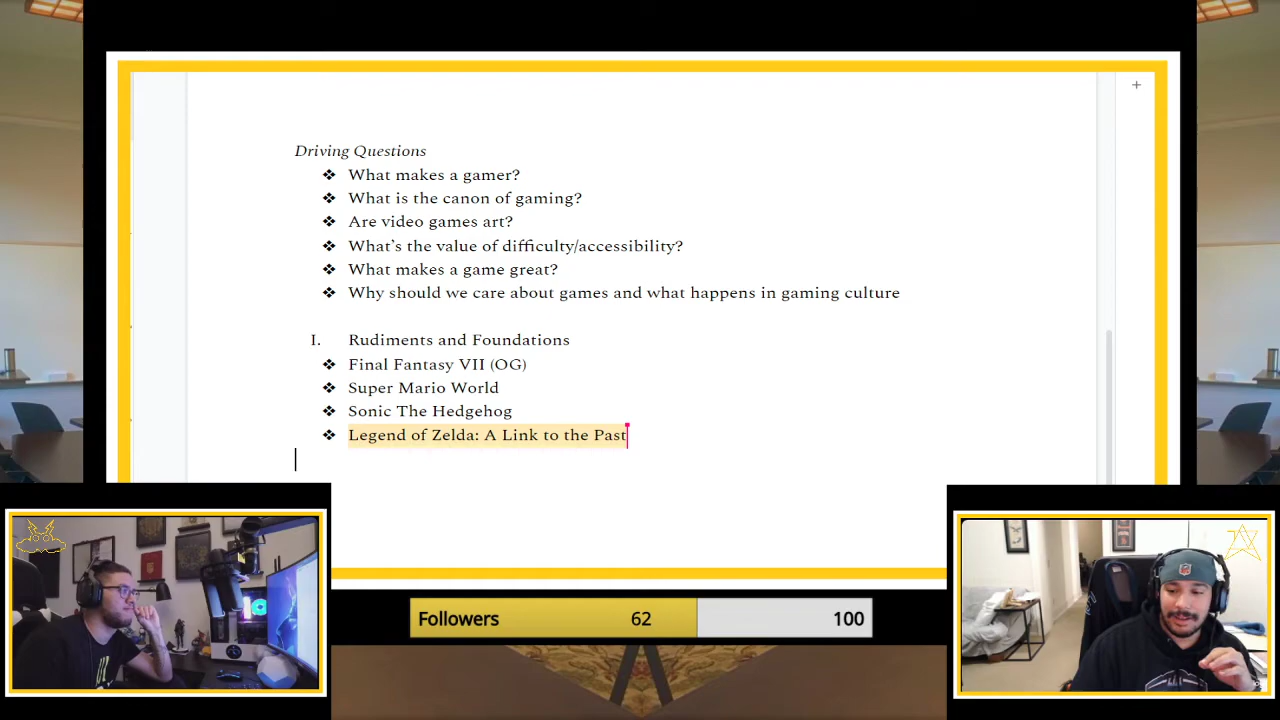 Driving Questions
❖ What makes a gamer?
❖ What is the canon of gaming?
❖ Are video games art?
❖ What's the value of difficulty/accessibility?
❖ What makes a game great?
❖ Why should we care about games and what happens in gaming culture
I. Rudiments and Foundations
❖ Final Fantasy VII (OG)
❖ Super Mario World
❖ Sonic The Hedgehog
❖ Legend of Zelda: A Link to the Past
Followers 62 100